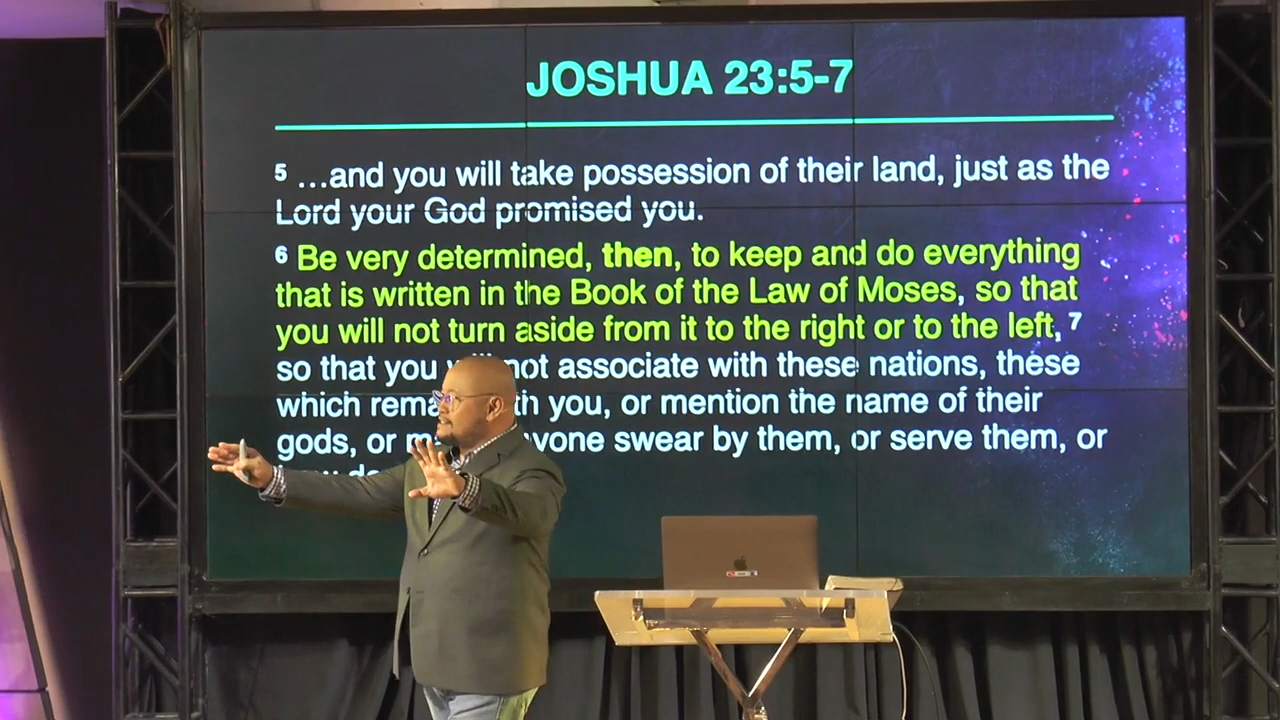 JOSHUA 23:5-7
5 ...and you will take possession of their land, just as the
Lord your God promised you.
6 Be very determined, then, to keep and do everything
that is written in the Book of the Law of Moses, so that
you will not turn aside from it to the right or to the left, 7
so that you not associate with these nations, these
which you, or mention the name of their
gods, or swear by them, or serve them, or